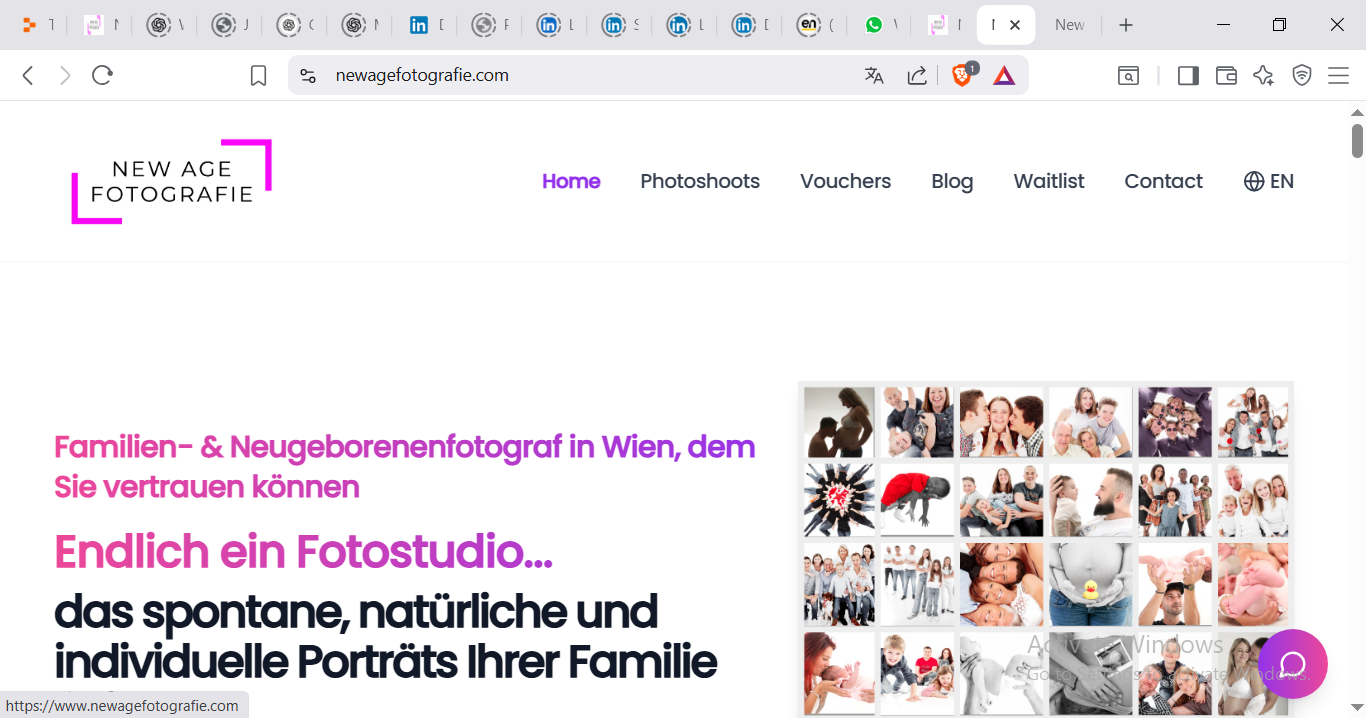 newagefotografie.com
1
NEW AGE
FOTOGRAFIE
Home Photoshoots Vouchers Blog Waitlist Contact EN
Familien- & Neugeborenenfotograf in Wien, dem
Sie vertrauen können
Endlich ein Fotostudio...
das spontane, natürliche und
individuelle Porträts Ihrer Familie
Activate Windows
Go to Settings to activate Windows.
https://www.newagefotografie.com
New